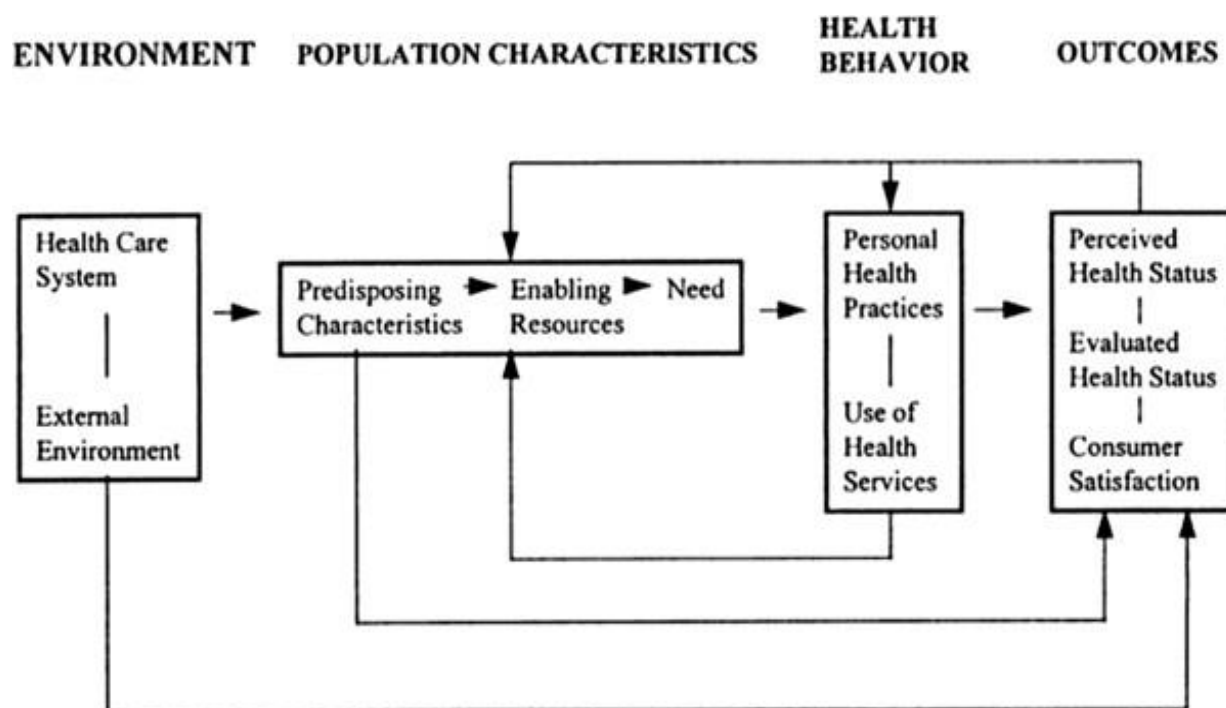 ENVIRONMENT
POPULATION CHARACTERISTICS
HEALTH
BEHAVIOR
OUTCOMES
Health Care
System
External
Environment
Predisposing
Characteristics
Enabling
Resources
Need
Personal
Health
Practices
Use of
Health
Services
Perceived
Health Status
Evaluated
Health Status
Consumer
Satisfaction